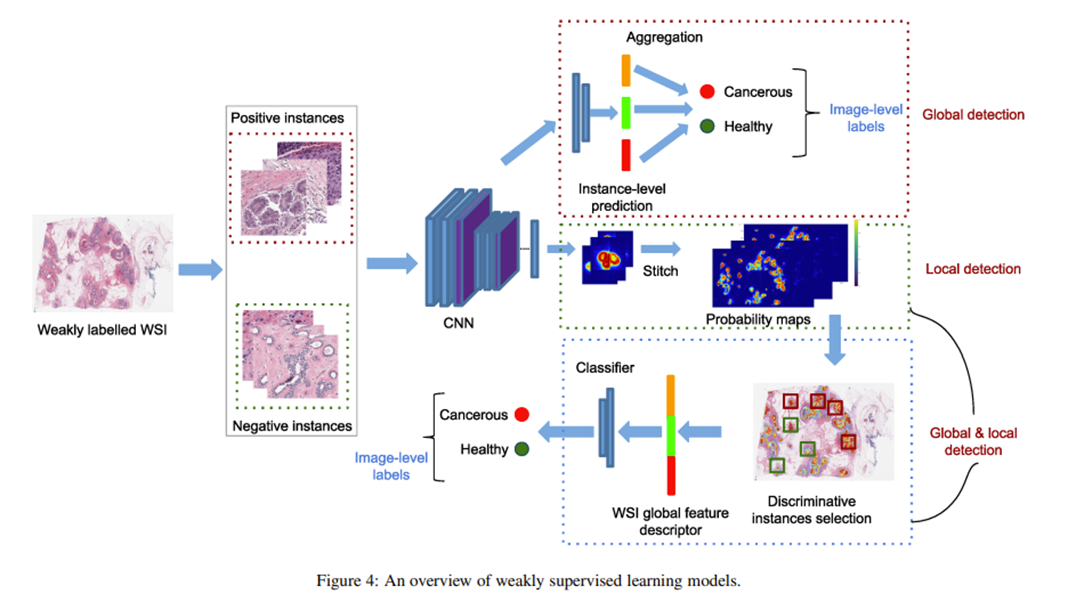 Aggregation
Positive instances
Cancerous
Healthy
Image-level
labels
Global detection
Instance-level
prediction
Weakly labelled WSI
CNN
Stitch
Probability maps
Local detection
Negative instances
Classifier
Cancerous
Healthy
Image-level
labels
WSI global feature
descriptor
Discriminative
instances selection
Global & local
detection
Figure 4: An overview of weakly supervised learning models.